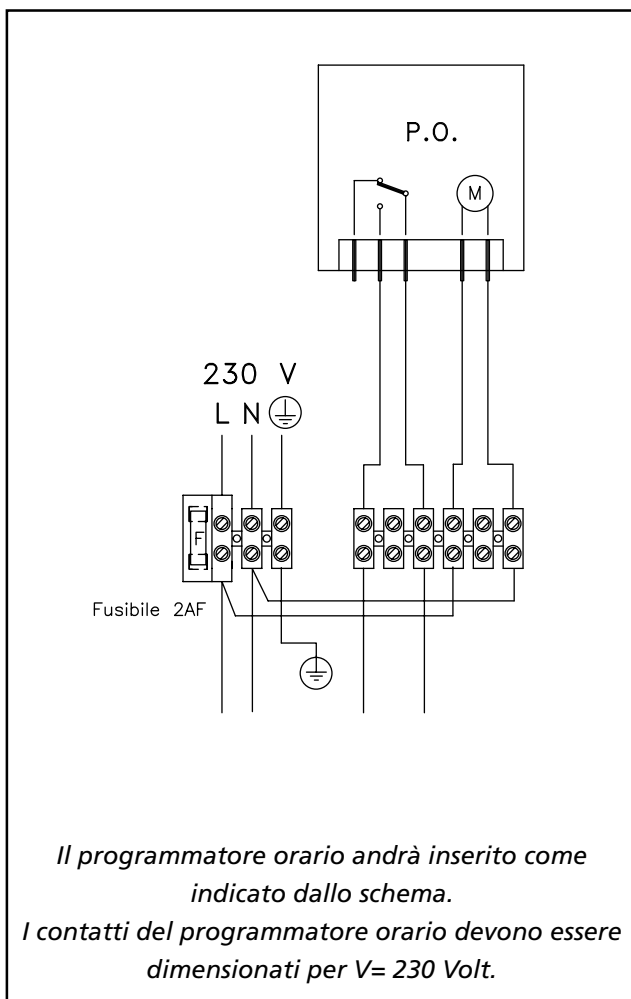 P.O.
M
230 V
L N
F
Fusibile 2AF
Il programmatore orario andrà inserito come
indicato dallo schema.
I contatti del programmatore orario devono essere
dimensionati per V= 230 Volt.